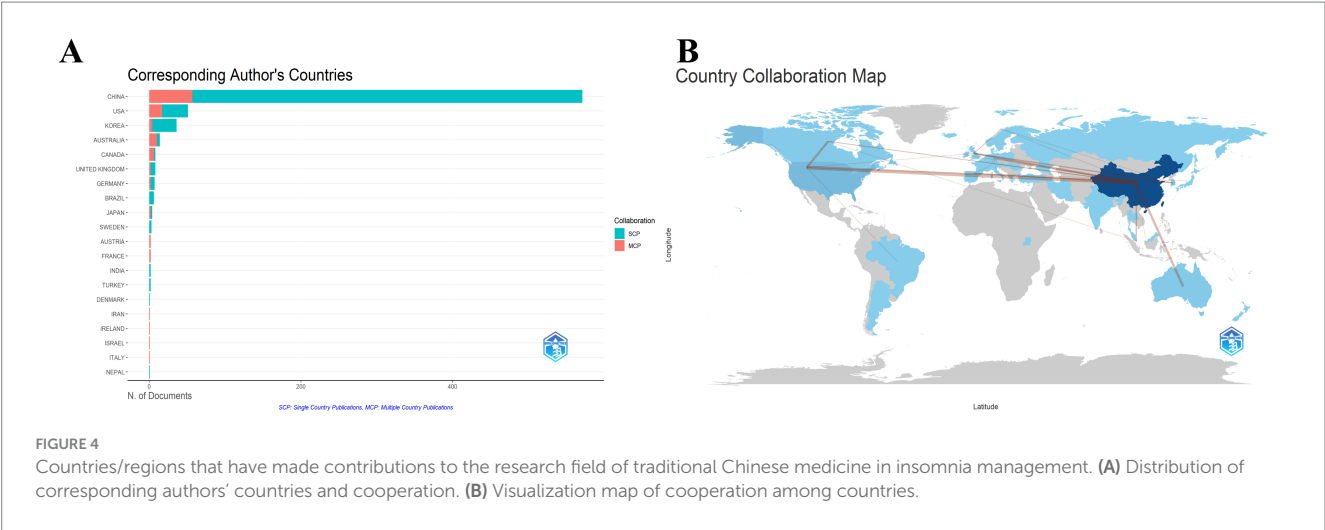 A
Corresponding Author's Countries
CHINA
USA
KOREA
AUSTRALIA
CANADA
UNITED KINGDOM
GERMANY
BRAZIL
JAPAN
SWEDEN
AUSTRIA
FRANCE
INDIA
TURKEY
DENMARK
IRAN
IRELAND
ISRAEL
ITALY
NEPAL
0 200 400
N. of Documents
SCP: Single Country Publications, MCP: Multiple Country Publications
Collaboration
SCP
MCP
B
Country Collaboration Map
Longitude
Latitude
FIGURE 4
Countries/regions that have made contributions to the research field of traditional Chinese medicine in insomnia management. (A) Distribution of
corresponding authors' countries and cooperation. (B) Visualization map of cooperation among countries.